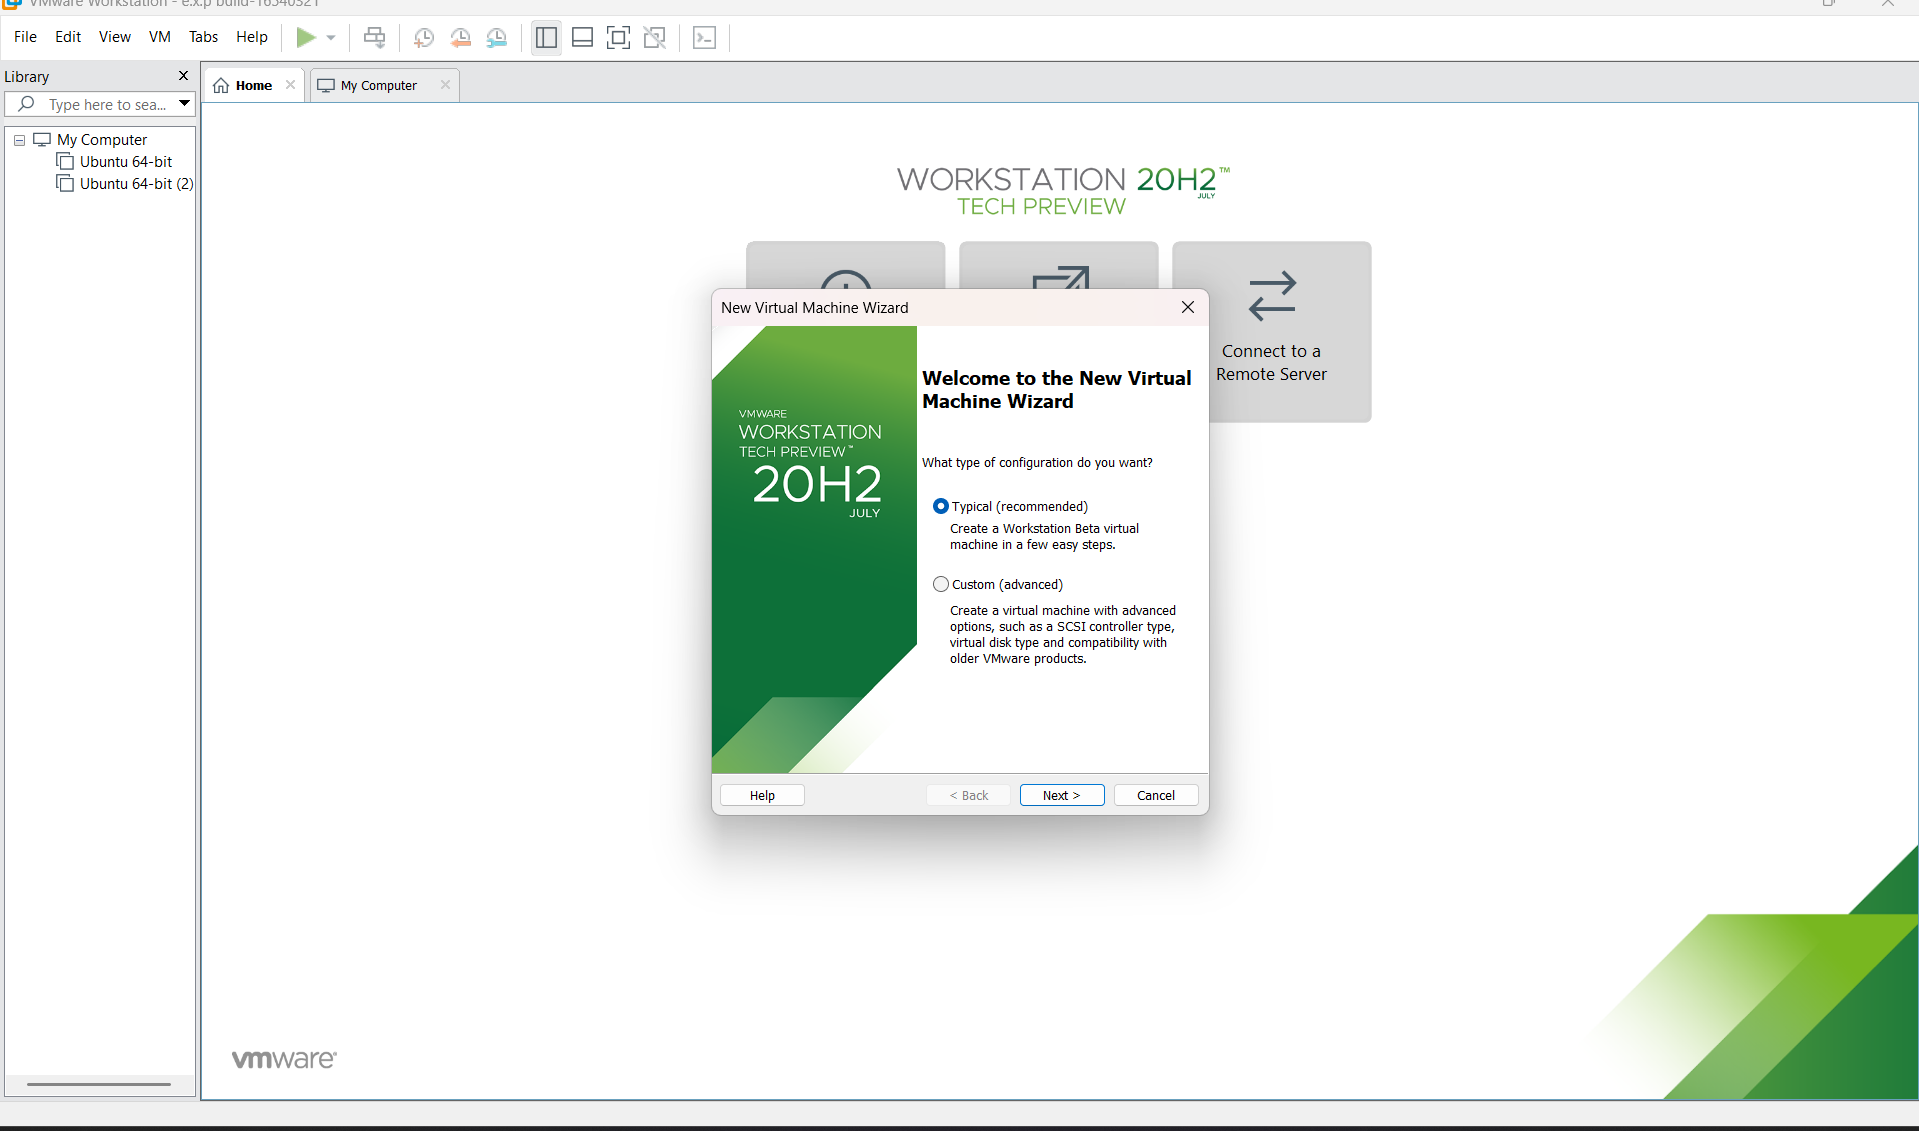 VMware Workstation - e.x.p build-16540321
File Edit View VM Tabs Help
Library
Type here to sea...
My Computer
Ubuntu 64-bit
Ubuntu 64-bit (2)
Home
My Computer
WORKSTATION 20H2™
JULY
TECH PREVIEW
Connect to a
Remote Server
New Virtual Machine Wizard
VMWARE
WORKSTATION
TECH PREVIEW™
20H2
JULY
Welcome to the New Virtual
Machine Wizard
What type of configuration do you want?
Typical (recommended)
Create a Workstation Beta virtual
machine in a few easy steps.
Custom (advanced)
Create a virtual machine with advanced
options, such as a SCSI controller type,
virtual disk type and compatibility with
older VMware products.
Help
< Back
Next >
Cancel
vmware